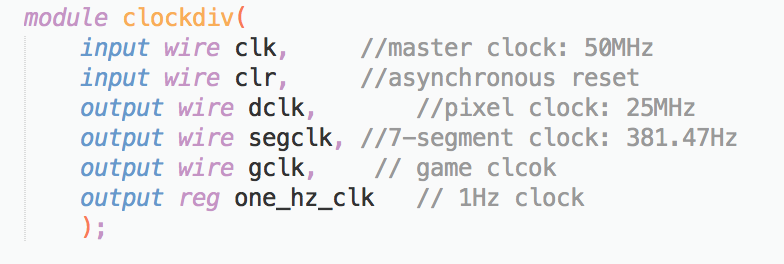 module clockdiv(
input wire clk, //master clock: 50MHz
input wire clr, //asynchronous reset
output wire dclk, //pixel clock: 25MHz
output wire segclk, //7-segment clock: 381.47Hz
output wire gclk, // game clcok
output reg one_hz_clk // 1Hz clock
);